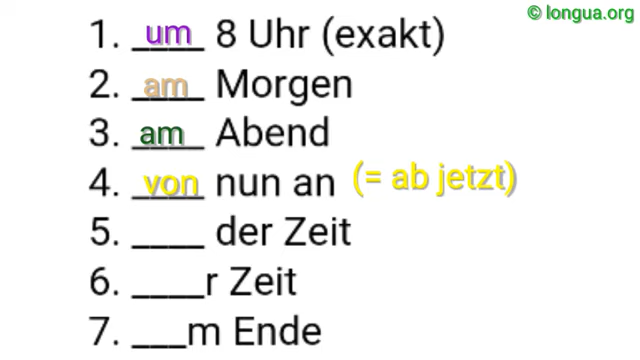 © longua.org
1. um 8 Uhr (exakt)
2. am Morgen
3. am Abend
4. von nun an (= ab jetzt)
5. ____ der Zeit
6. ____r Zeit
7. ___m Ende